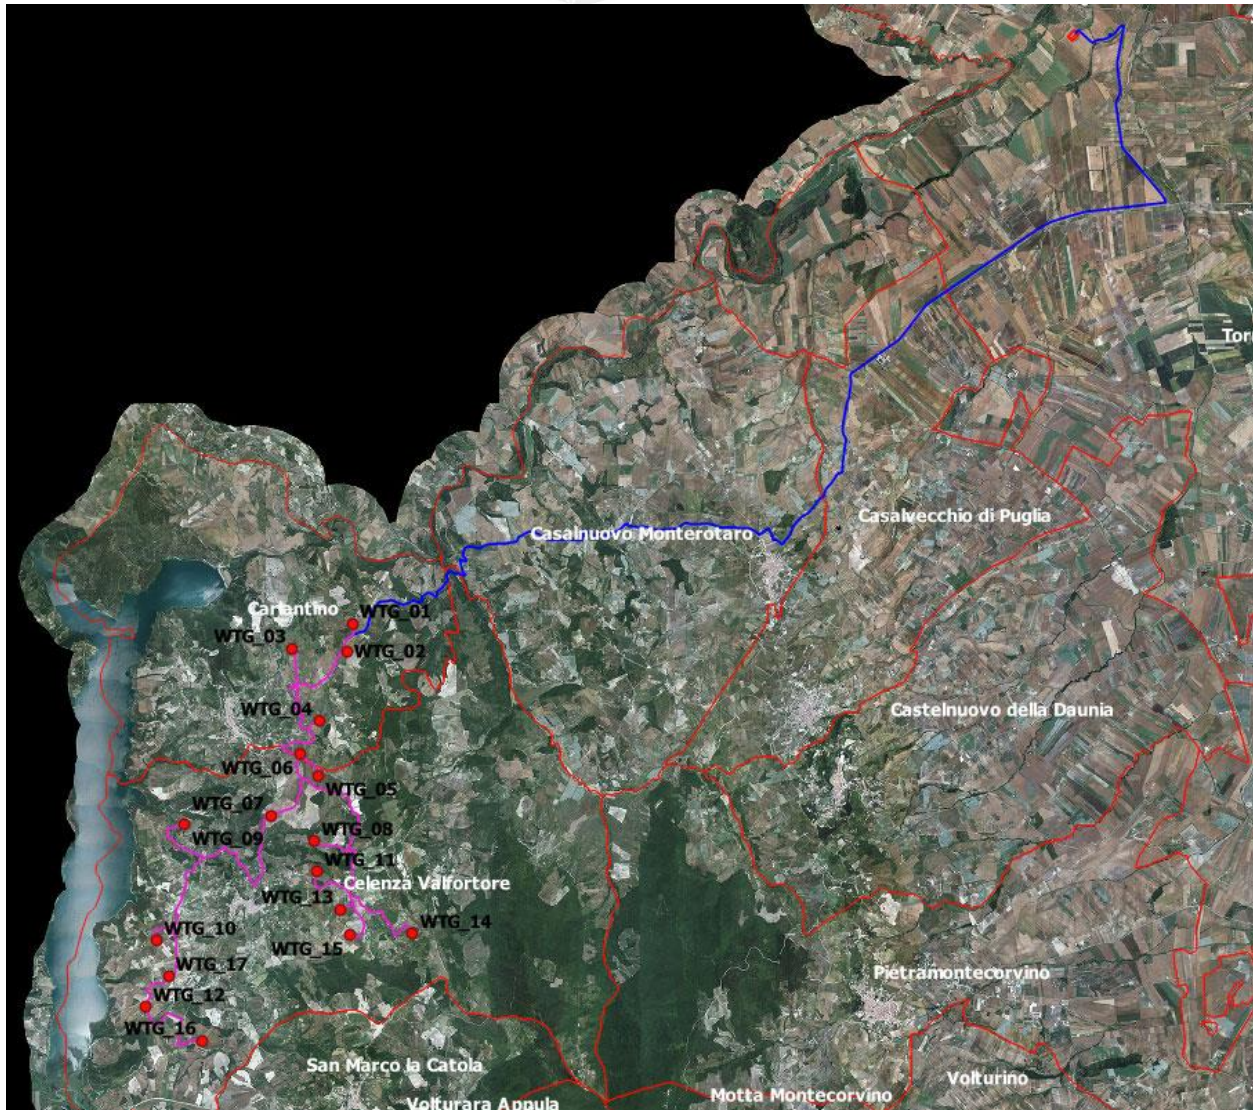 Tor
Casalvecchio di Puglia
Casalnuovo Monterotaro
Carlantino
WTG_01
WTG_03
WTG_02
WTG_04
Castelnuovo della Daunia
WTG_06
WTG_05
WTG_07
WTG_09
WTG_08
WTG_11
Celenza Valfortore
WTG_13
WTG_14
WTG_10
WTG_15
WTG_17
Pietramontecorvino
WTG_12
WTG_16
San Marco la Catola
Volturino
Motta Montecorvino
Volturara Appula